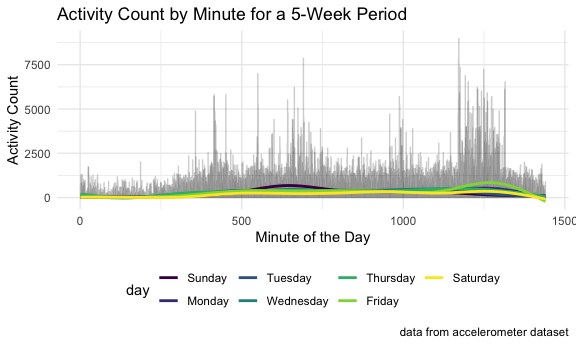 Activity Count by Minute for a 5-Week Period
Activity Count
7500
5000
2500
0
0 500 1000 1500
Minute of the Day
day
Sunday Tuesday Thursday Saturday
Monday Wednesday Friday
data from accelerometer dataset